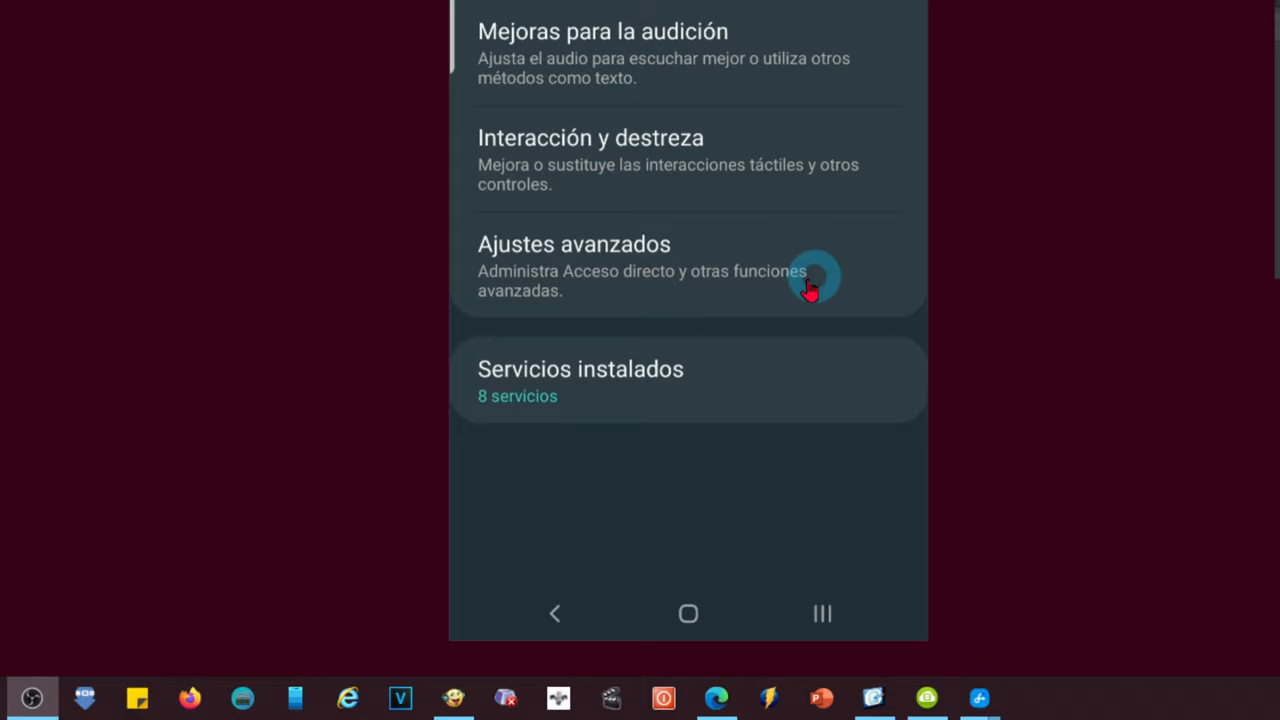 Mejoras para la audición
Ajusta el audio para escuchar mejor o utiliza otros
métodos como texto.
Interacción y destreza
Mejora o sustituye las interacciones táctiles y otros
controles.
Ajustes avanzados
Administra Acceso directo y otras funciones
avanzadas.
Servicios instalados
8 servicios